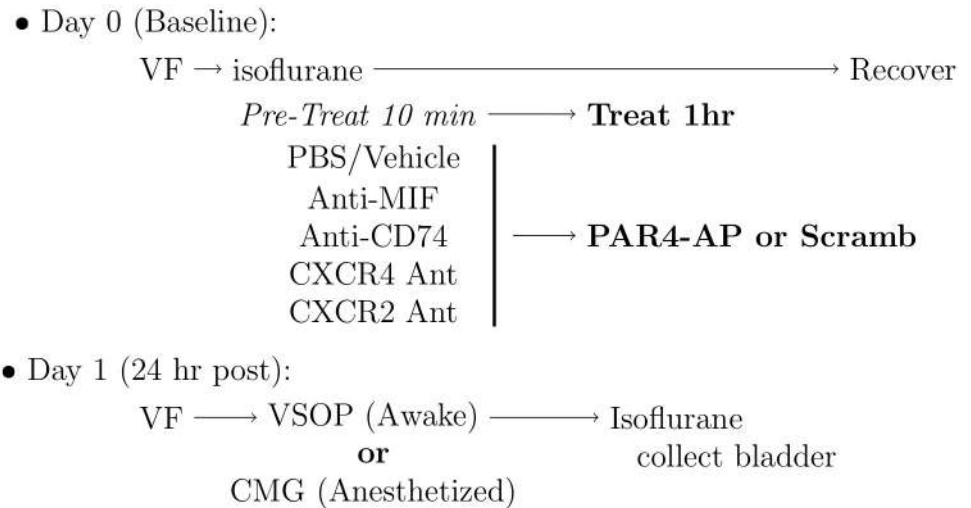 • Day 0 (Baseline):
VF → isoflurane → Recover
Pre-Treat 10 min → Treat 1hr
PBS/Vehicle
Anti-MIF
Anti-CD74 → PAR4-AP or Scramb
CXCR4 Ant
CXCR2 Ant
• Day 1 (24 hr post):
VF → VSOP (Awake) → Isoflurane
or collect bladder
CMG (Anesthetized)